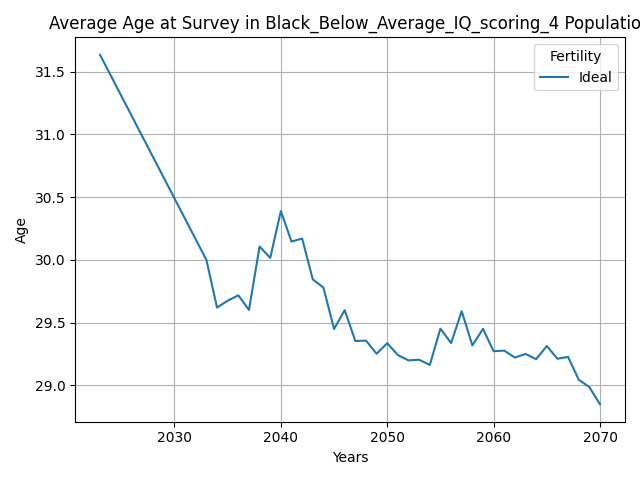 Average Age at Survey in Black_Below_Average_IQ_scoring_4 Populatio
Fertility
Ideal
31.5
31.0
30.5
30.0
29.5
29.0
Age
2030 2040 2050 2060 2070
Years